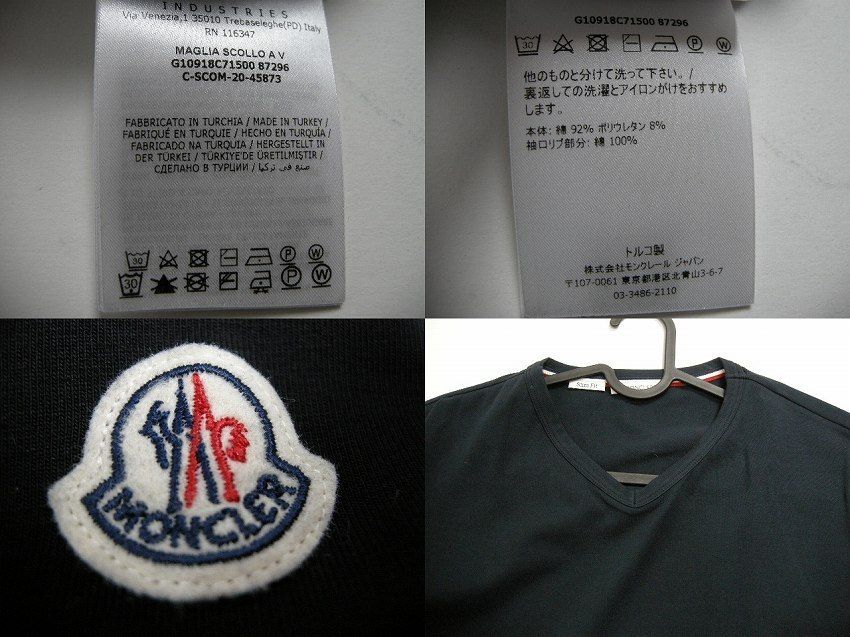 INDUSTRIES
Via Venezia,1 35010 Trebaseleghe(PD) Italy
RN 116347
MAGLIA SCOLLO A V
G10918C71500 87296
C-SCOM-20-45873
FABBRICATO IN TURCHIA / MADE IN TURKEY /
FABRIQUÉ EN TURQUIE / HECHO EN TURQUÍA /
FABRICADO NA TURQUIA / HERGESTELLT IN
DER TÜRKEI / TÜRKİYE'DE ÜRETİLMİŞTİR /
СДЕЛАНО В ТУРЦИИ / صنع في تركيا
30 P W
30 P W
G10918C71500 87296
30 P W
他のものと分けて洗って下さい。/
裏返しての洗濯とアイロンがけをおすすめ
します。。
本体: 綿 92% ポリウレタン 8%
袖口リブ部分: 綿 100%
トルコ製
株式会社モンクレール ジャパン
〒107-0061 東京都港区北青山3-6-7
03-3486-2110
MONCLER
Slim Fit